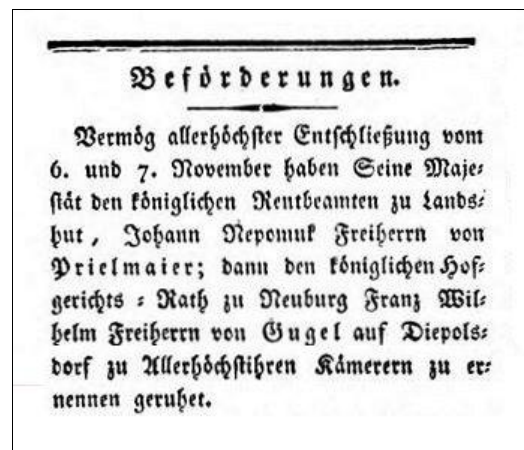 Beförderungen.
Vermög allerhöchster Entschließung vom
6. und 7. November haben Seine Maje-
stät den königlichen Rentbeamten zu Lands-
hut, Johann Nepomuk Freiherrn von
Prielmaier; dann den königlichen Hof-
gerichts - Rath zu Neuburg Franz Wil-
helm Freiherrn von Gugel auf Diepols-
dorf zu Allerhöchstihren Kämerern zu er-
nennen geruhet.